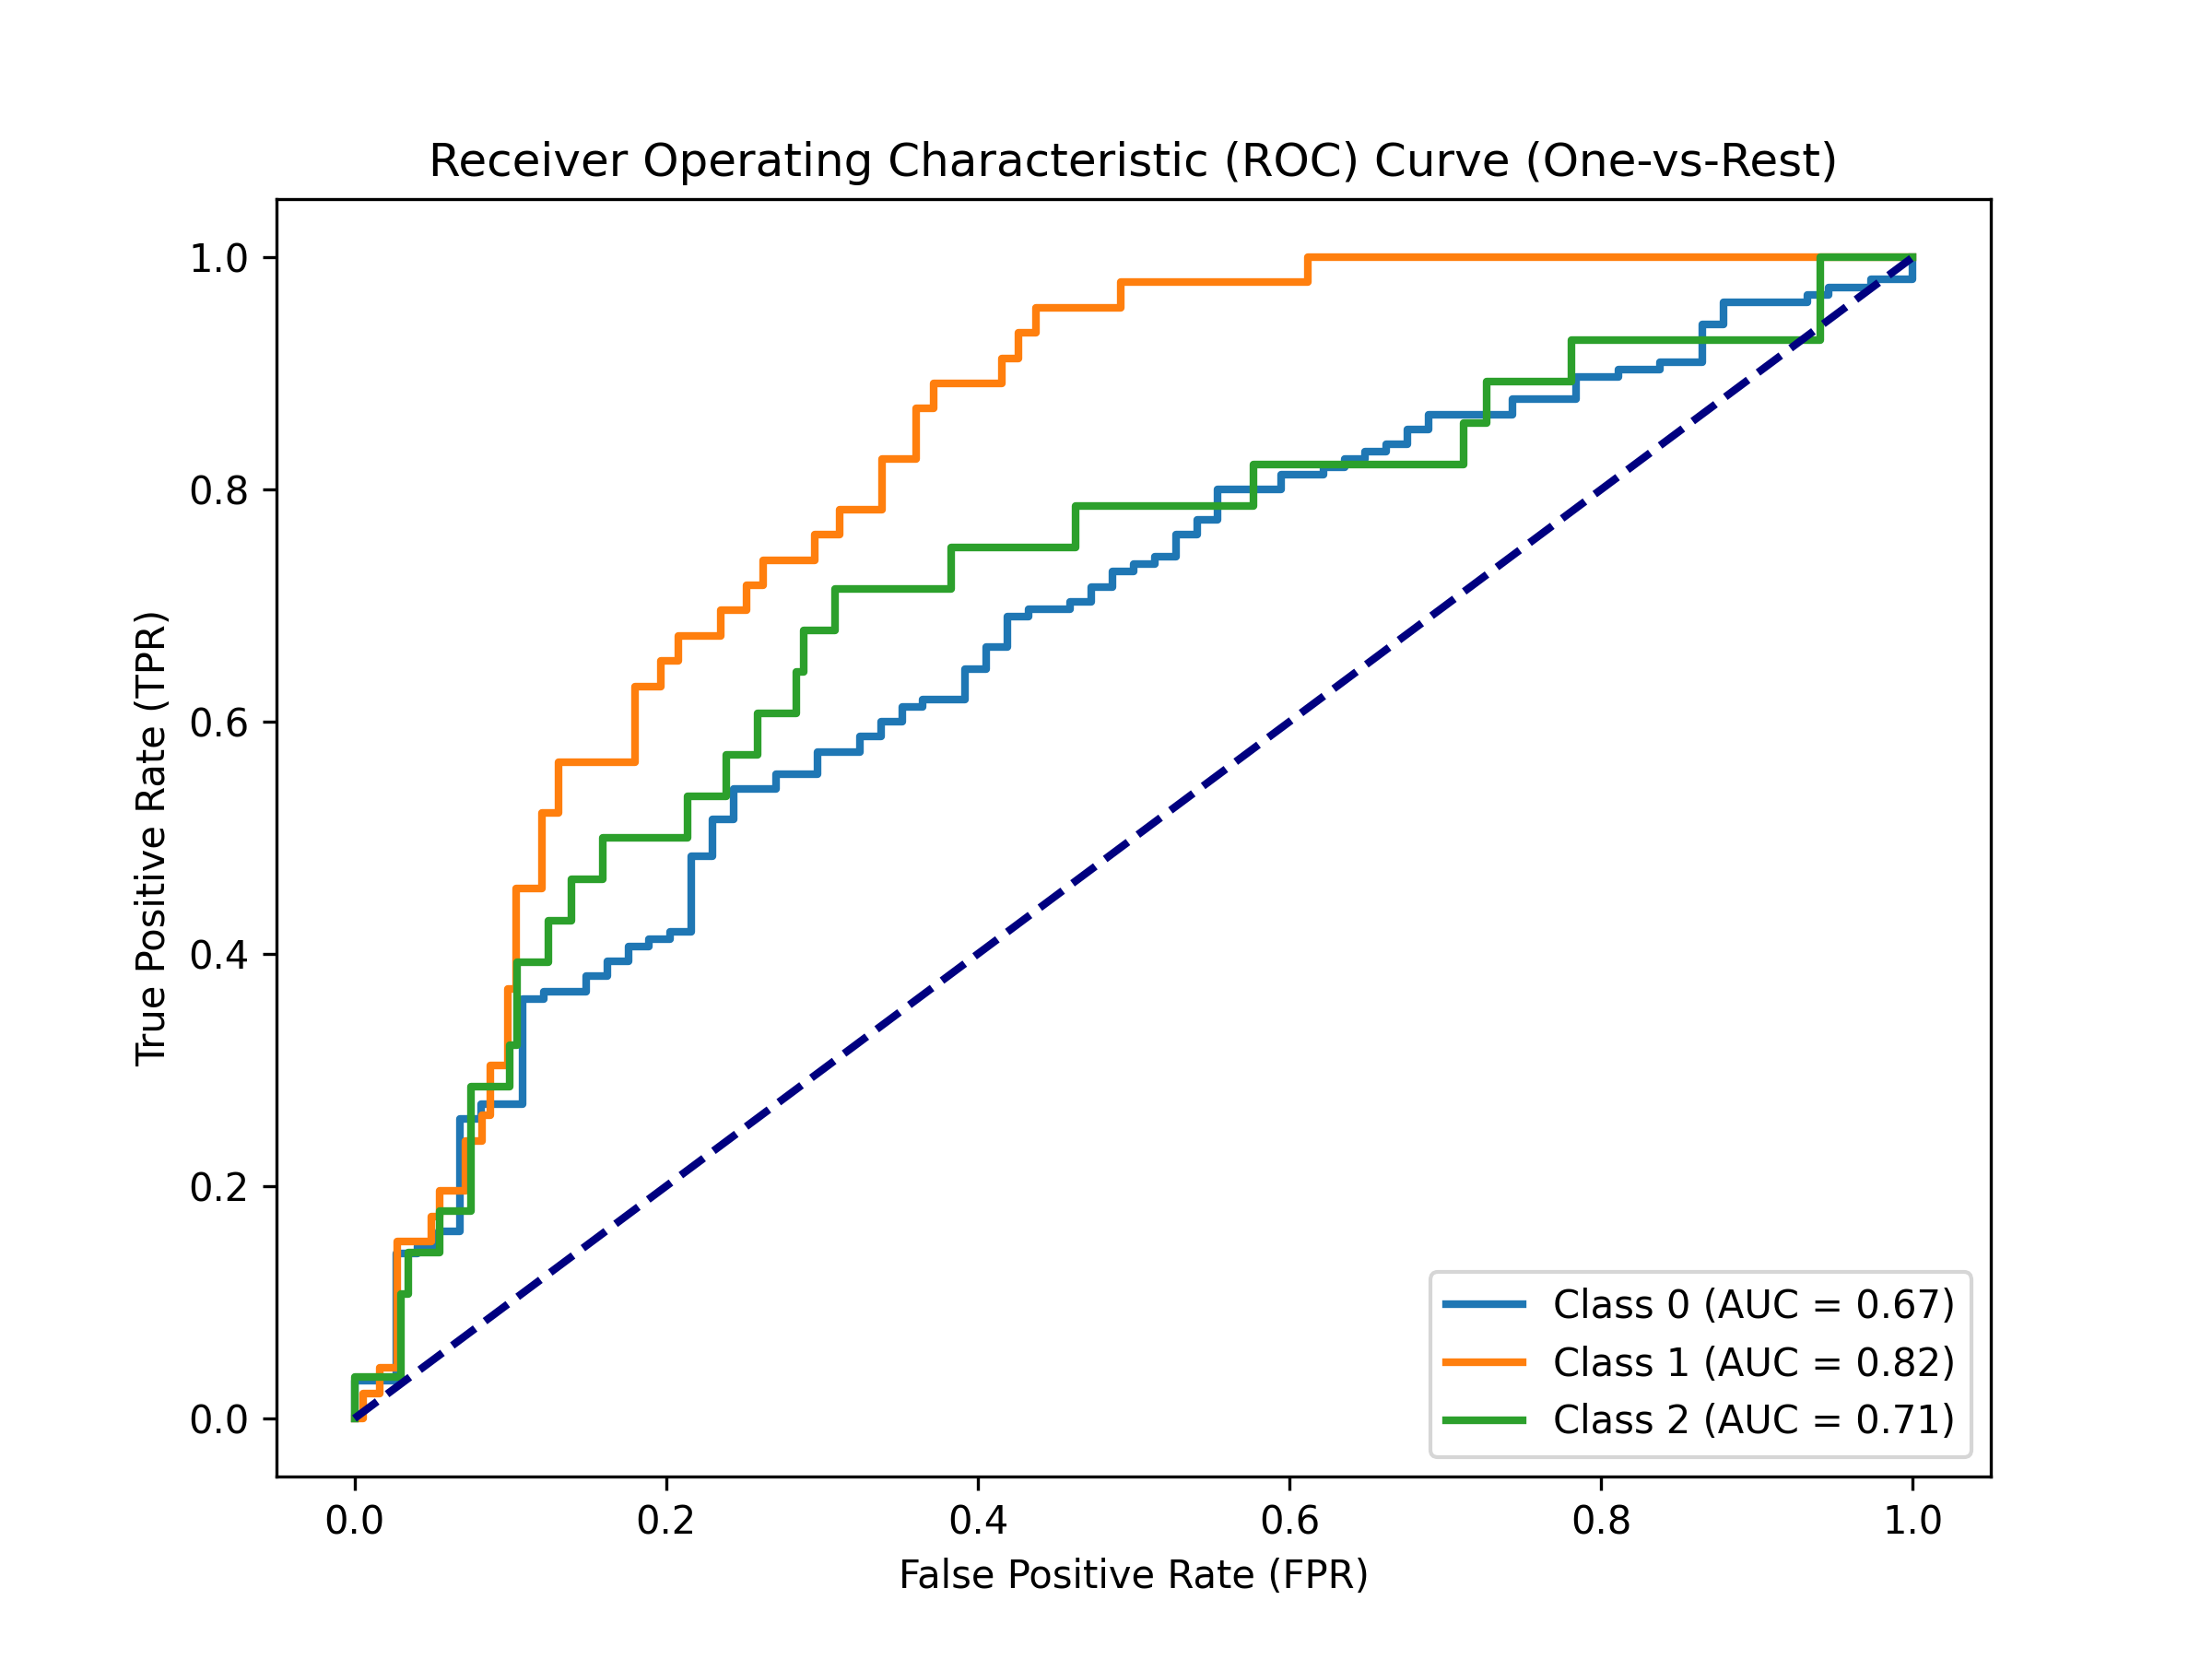 Receiver Operating Characteristic (ROC) Curve (One-vs-Rest)
True Positive Rate (TPR)
1.0
0.8
0.6
0.4
0.2
0.0
0.0 0.2 0.4 0.6 0.8 1.0
False Positive Rate (FPR)
Class 0 (AUC = 0.67)
Class 1 (AUC = 0.82)
Class 2 (AUC = 0.71)